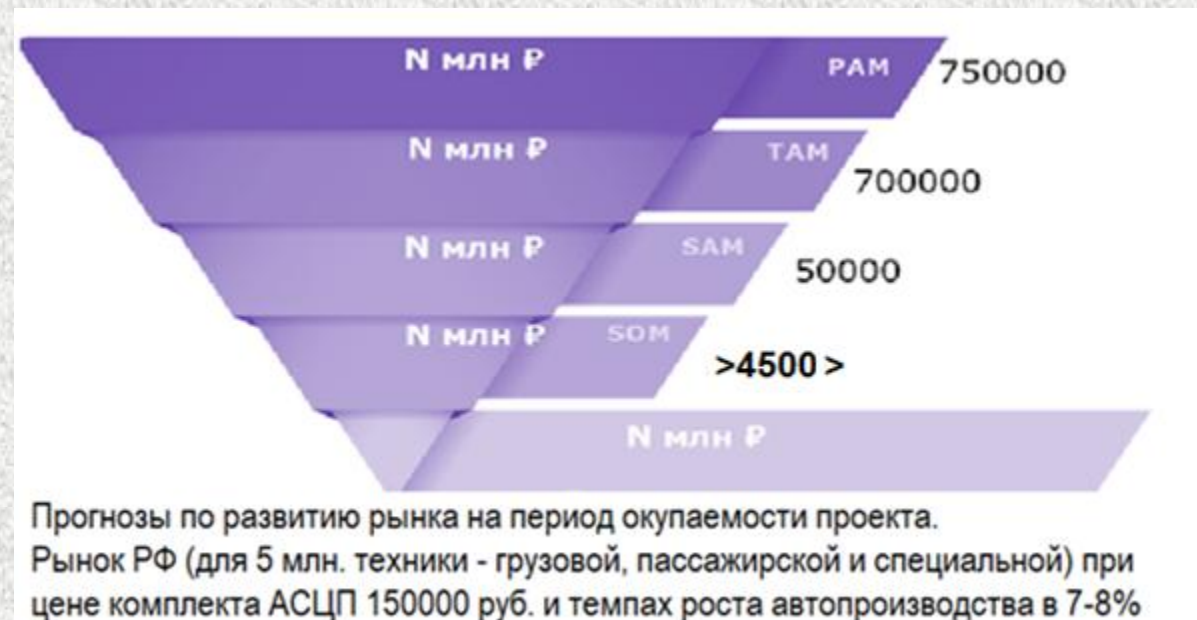 N млн ₽ PAM 750000
N млн ₽ TAM 700000
N млн ₽ SAM 50000
N млн ₽ SOM >4500 >
N млн ₽
Прогнозы по развитию рынка на период окупаемости проекта.
Рынок РФ (для 5 млн. техники - грузовой, пассажирской и специальной) при
цене комплекта АСЦП 150000 руб. и темпах роста автопроизводства в 7-8%